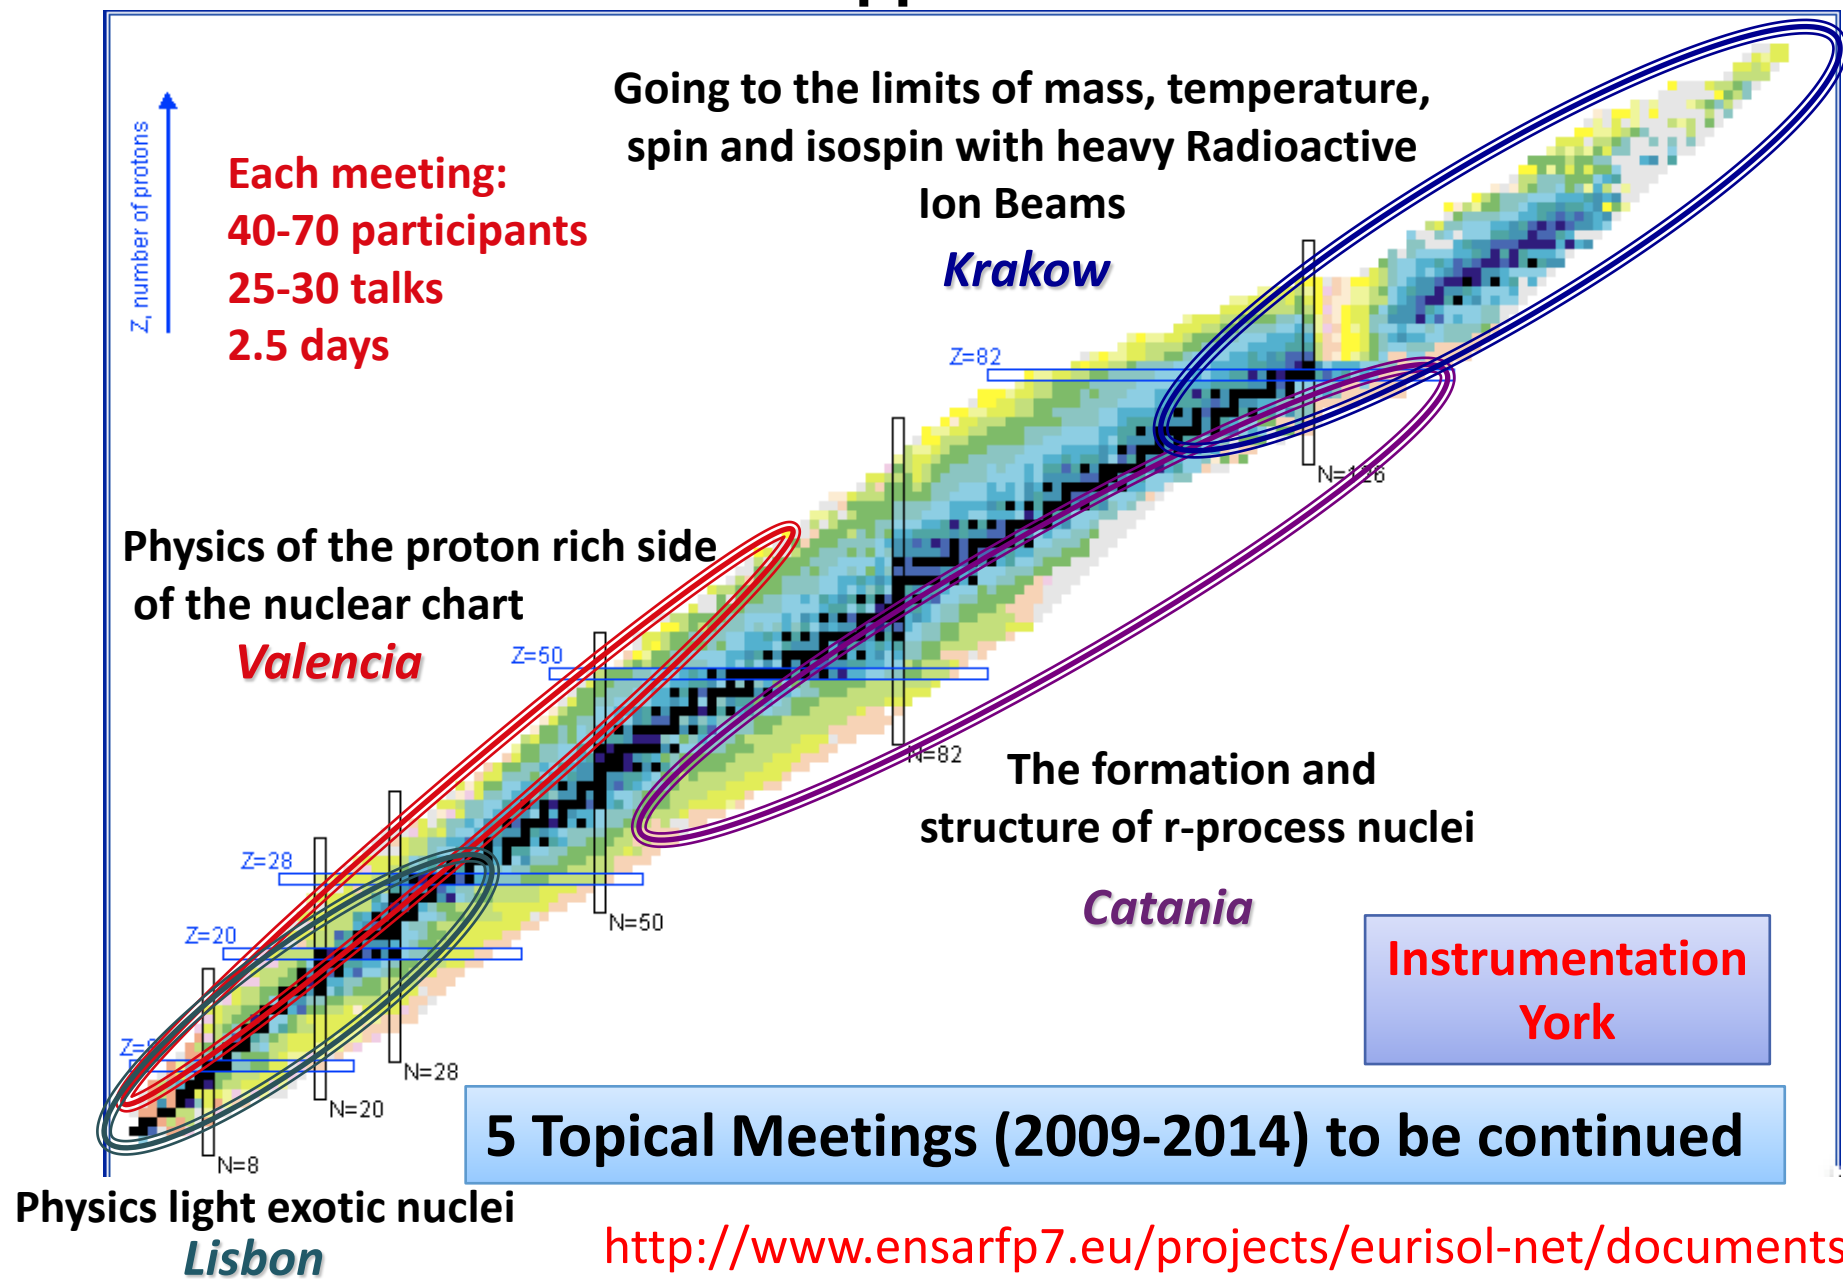 Going to the limits of mass, temperature,
spin and isospin with heavy Radioactive
Ion Beams
Krakow
Z, number of protons
Each meeting:
40-70 participants
25-30 talks
2.5 days
Z=82
N=126
Physics of the proton rich side
of the nuclear chart
Valencia
Z=50
N=82
The formation and
structure of r-process nuclei
Catania
Z=28
N=50
Z=20
Instrumentation
York
N=28
N=20
5 Topical Meetings (2009-2014) to be continued
N=8
Physics light exotic nuclei
Lisbon
http://www.ensarfp7.eu/projects/eurisol-net/documents